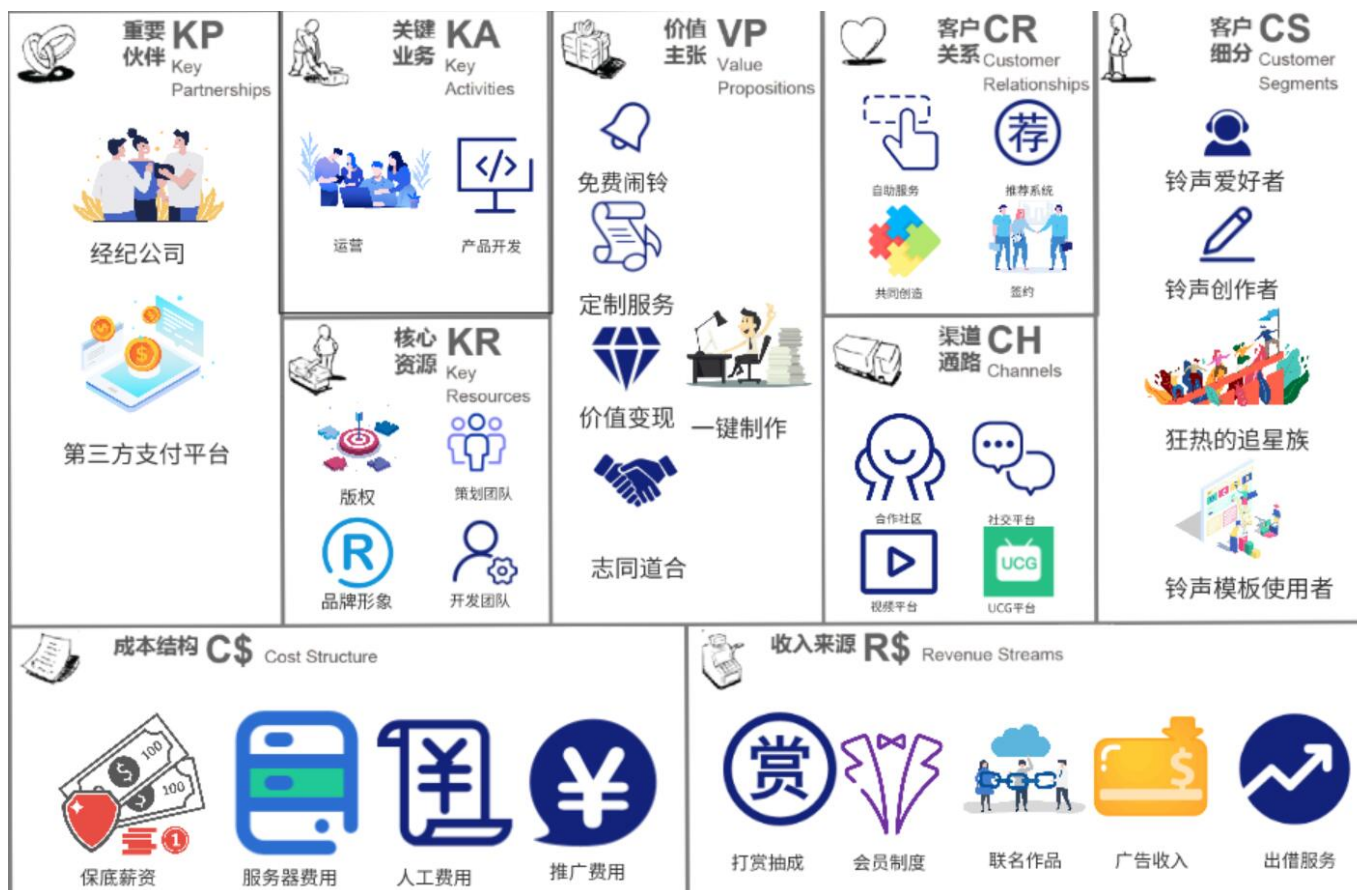 重要 KP
伙伴 Key
Partnerships
经纪公司
第三方支付平台
关键 KA
业务 Key
Activities
</>
运营
产品开发
核心 KR
资源 Key
Resources
版权
策划团队
R
品牌形象
开发团队
价值 VP
主张 Value
Propositions
免费闹铃
定制服务
价值变现
一键制作
志同道合
客户 CR
关系 Customer
Relationships
荐
自助服务
推荐系统
共同创造
签约
渠道 CH
通路 Channels
合作社区
社交平台
UCG
视频平台
UCG平台
客户 CS
细分 Customer
Segments
铃声爱好者
铃声创作者
狂热的追星族
铃声模板使用者
成本结构 C$ Cost Structure
100
$
100
$
1
¥
¥
保底薪资
服务器费用
人工费用
推广费用
收入来源 R$ Revenue Streams
赏
$
打赏抽成
会员制度
联名作品
广告收入
出借服务